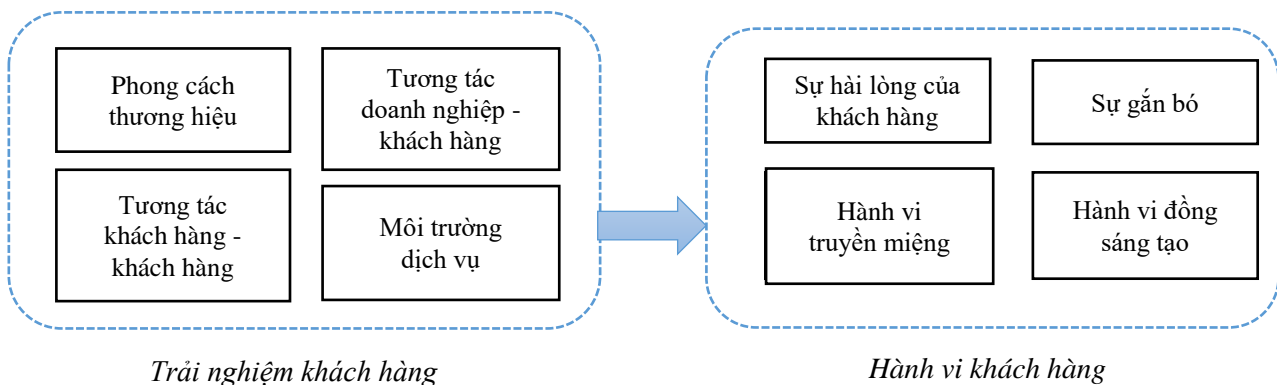 Phong cách
thương hiệu
Tương tác
doanh nghiệp -
khách hàng
Tương tác
khách hàng -
khách hàng
Môi trường
dịch vụ
Trải nghiệm khách hàng
Sự hài lòng của
khách hàng
Sự gắn bó
Hành vi
truyền miệng
Hành vi đồng
sáng tạo
Hành vi khách hàng